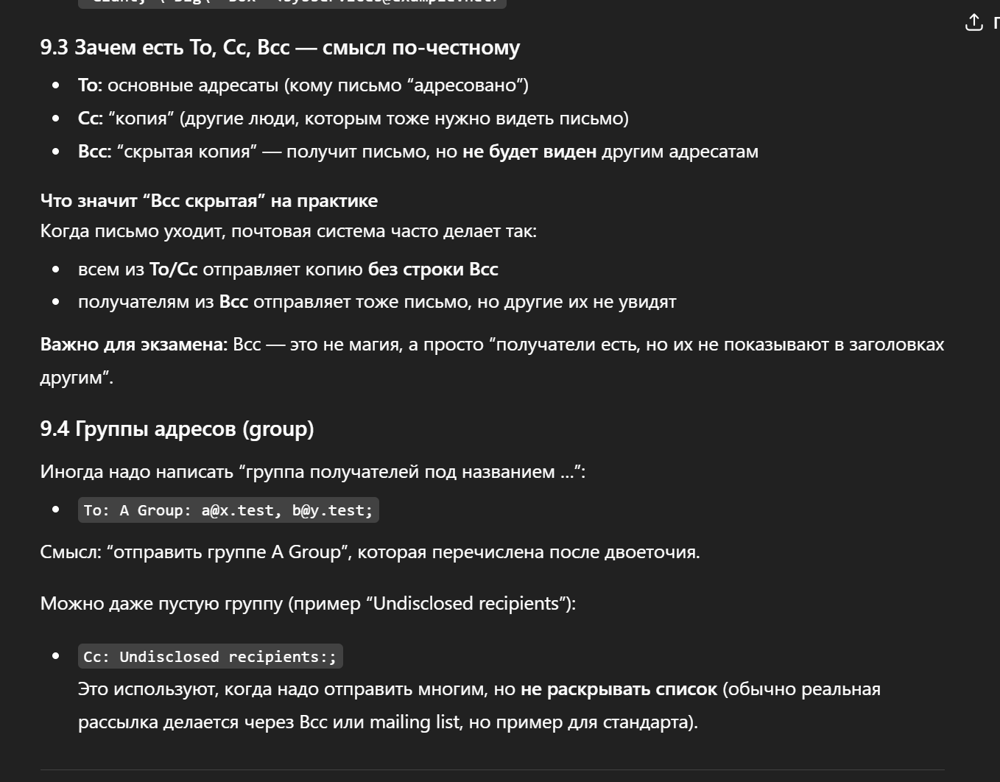 9.3 Зачем есть To, Cc, Bcc — смысл по-честному
To: основные адресаты (кому письмо “адресовано”)
Cc: “копия” (другие люди, которым тоже нужно видеть письмо)
Bcc: “скрытая копия” — получит письмо, но не будет виден другим адресатам
Что значит “Bcc скрытая” на практике
Когда письмо уходит, почтовая система часто делает так:
всем из To/Cc отправляет копию без строки Bcc
получателям из Bcc отправляет тоже письмо, но другие их не увидят
Важно для экзамена: Bcc — это не магия, а просто “получатели есть, но их не показывают в заголовках
другим”.
9.4 Группы адресов (group)
Иногда надо написать “группа получателей под названием ...”:
To: A Group: a@x.test, b@y.test;
Смысл: “отправить группе A Group”, которая перечислена после двоеточия.
Можно даже пустую группу (пример “Undisclosed recipients”):
Cc: Undisclosed recipients:;
Это используют, когда надо отправить многим, но не раскрывать список (обычно реальная
рассылка делается через Bcc или mailing list, но пример для стандарта).